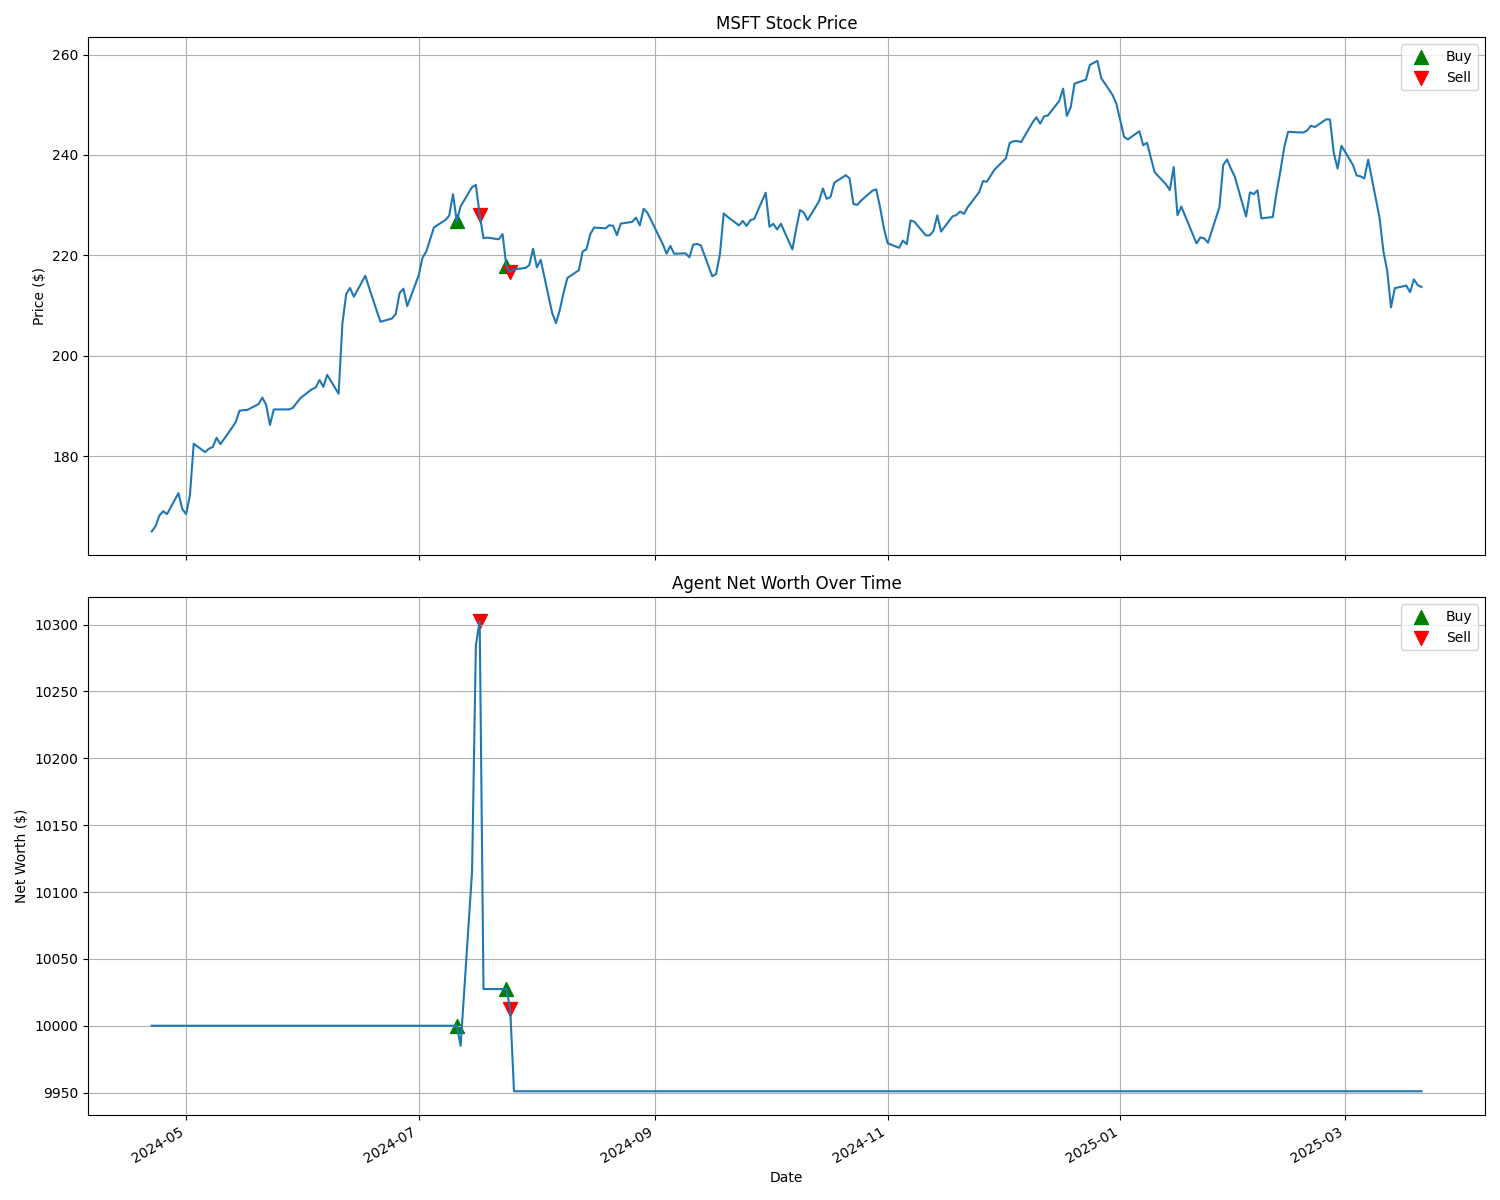 MSFT Stock Price
Price ($)
260
240
220
200
180
Buy
Sell
Agent Net Worth Over Time
Net Worth ($)
10300
10250
10200
10150
10100
10050
10000
9950
Buy
Sell
2024-05
2024-07
2024-09
2024-11
2025-01
2025-03
Date